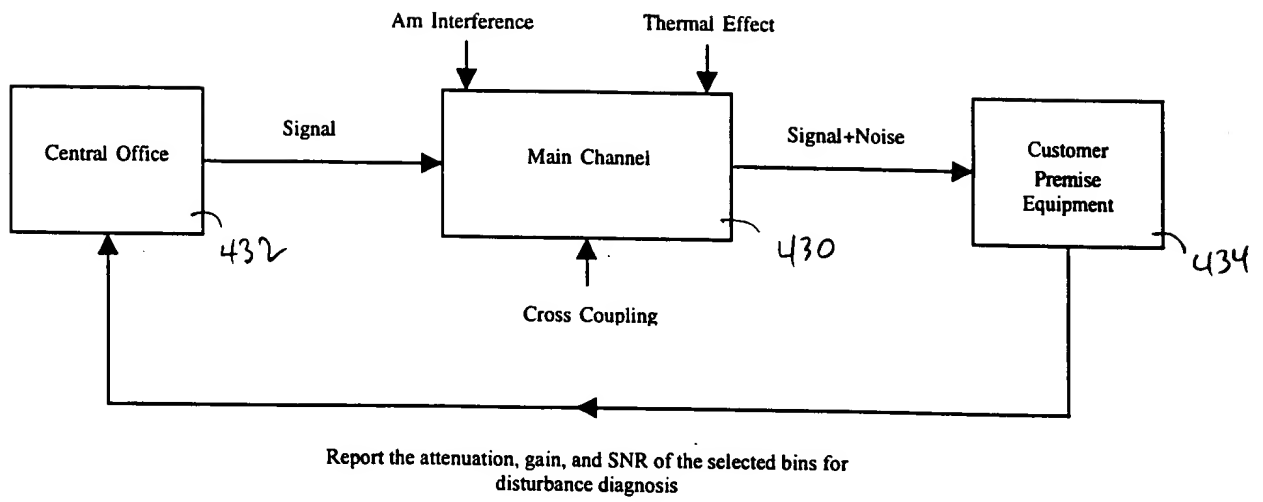 Am Interference
Thermal Effect
Central Office
Signal
Main Channel
Signal+Noise
Customer
Premise
Equipment
432
430
434
Cross Coupling
Report the attenuation, gain, and SNR of the selected bins for
disturbance diagnosis